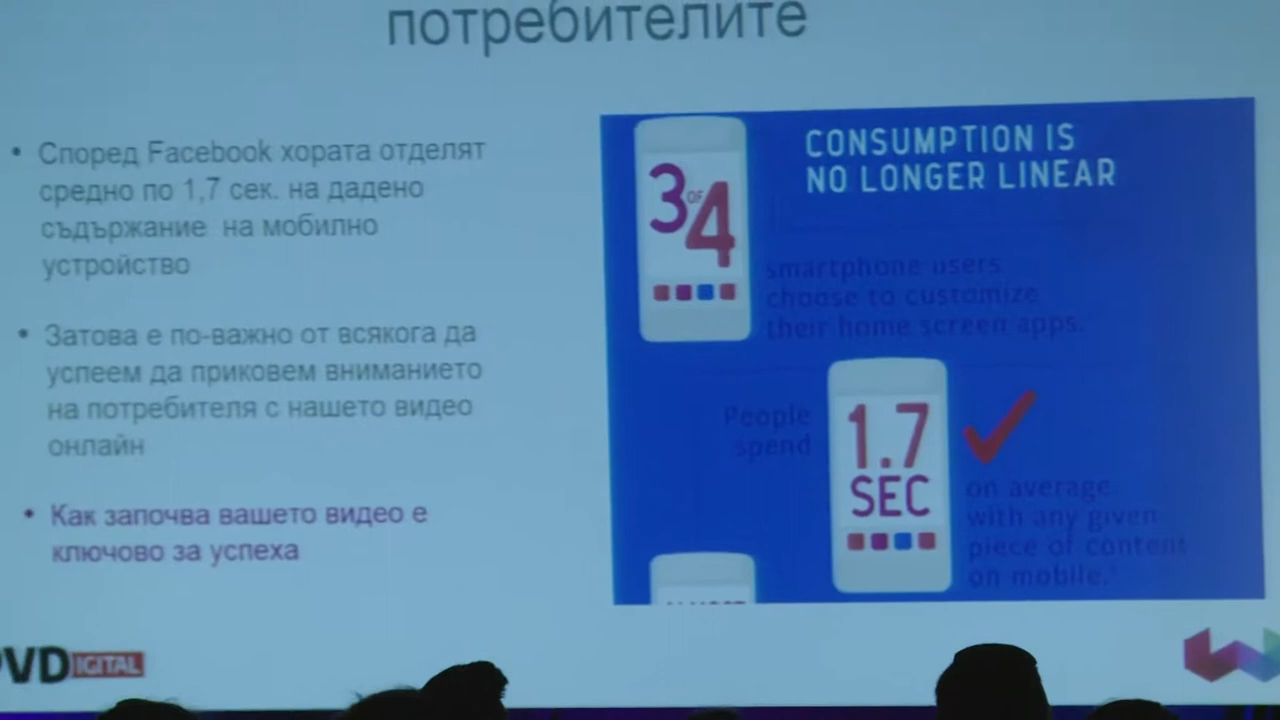 потребителите
• Според Facebook хората отделят
средно по 1,7 сек. на дадено
съдържание на мобилно
устройство
• Затова е по-важно от всякога да
успеем да приковем вниманието
на потребителя с нашето видео
онлайн
• Как започва вашето видео е
ключово за успеха
CONSUMPTION IS
NO LONGER LINEAR
3 OF 4
smartphone users
choose to customize
their home screen apps.
People
spend
1.7
SEC
on average
with any given
piece of content
on mobile.
VDIGITAL